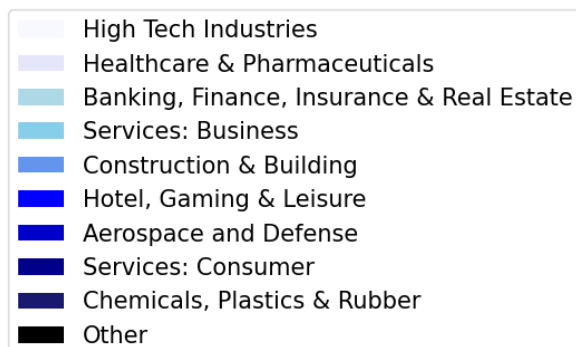 High Tech Industries
Healthcare & Pharmaceuticals
Banking, Finance, Insurance & Real Estate
Services: Business
Construction & Building
Hotel, Gaming & Leisure
Aerospace and Defense
Services: Consumer
Chemicals, Plastics & Rubber
Other